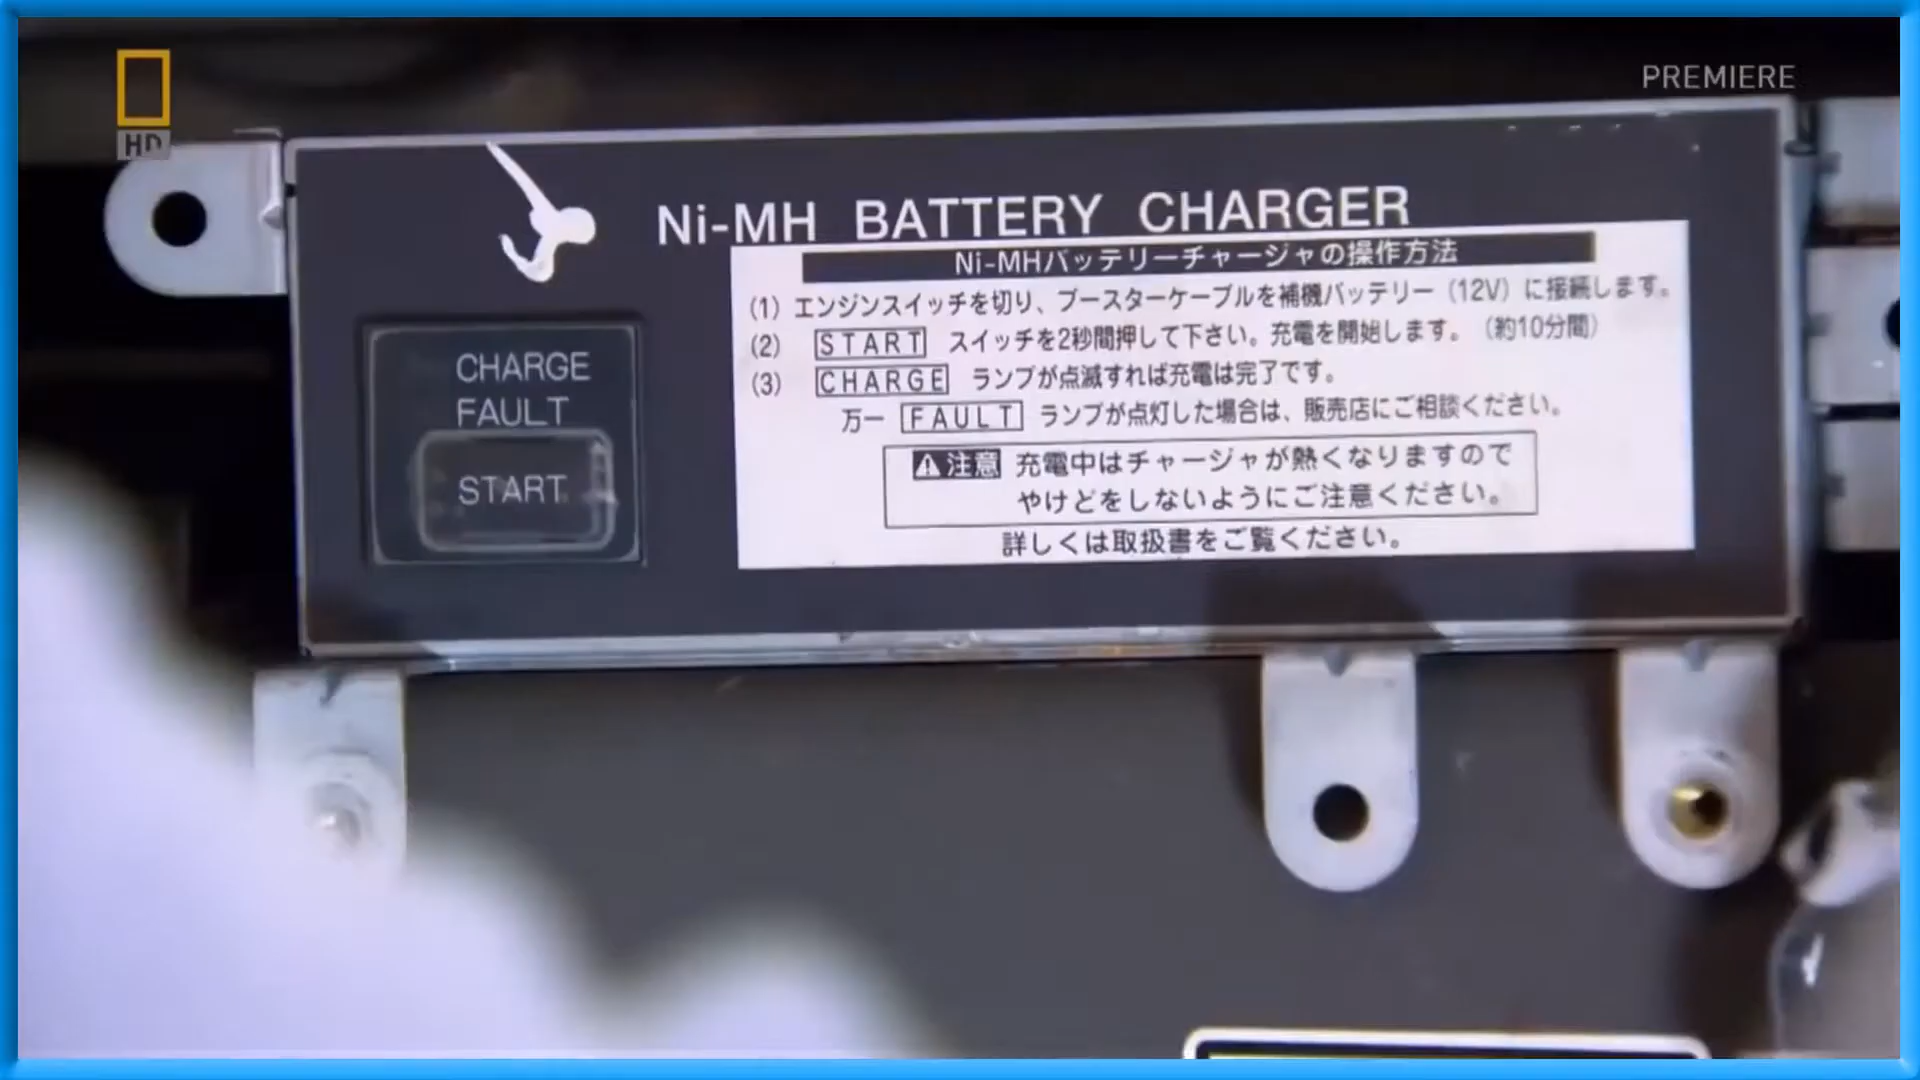 HD
PREMIERE
Ni-MH BATTERY CHARGER
Ni-MHバッテリーチャージャの操作方法
(1) エンジンスイッチを切り、ブースターケーブルを補機バッテリー(12V)に接続します。
(2) START スイッチを2秒間押して下さい。充電を開始します。(約10分間)
(3) CHARGE ランプが点滅すれば充電は完了です。
万一 FAULT ランプが点灯した場合は、販売店にご相談ください。
⚠注意 充電中はチャージャが熱くなりますので
やけどをしないようにご注意ください。
詳しくは取扱書をご覧ください。
CHARGE
FAULT
START